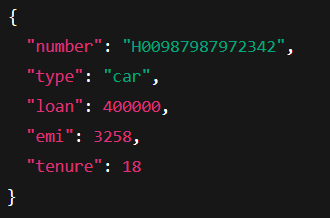 {
"number": "H00987987972342",
"type": "car",
"loan": 400000,
"emi": 3258,
"tenure": 18
}